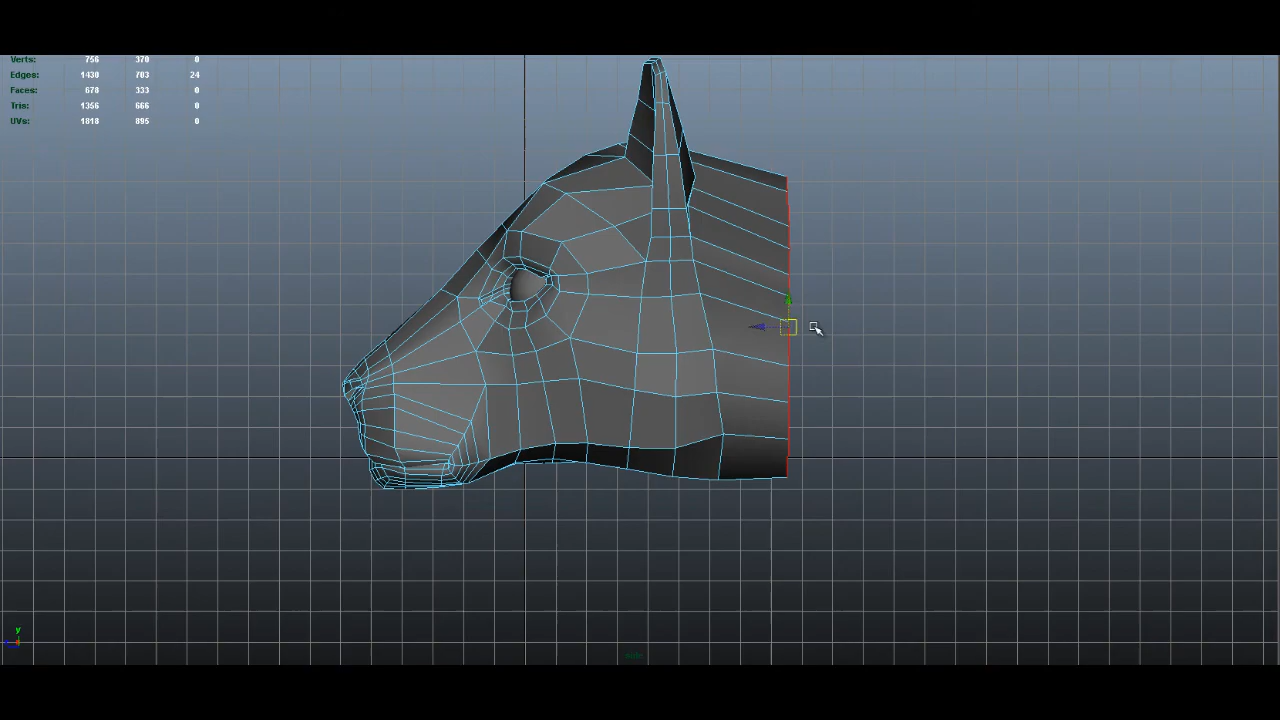 Verts: 756 370 0
Edges: 1430 703 24
Faces: 678 333 0
Tris: 1356 666 0
UVs: 1818 895 0
y
side